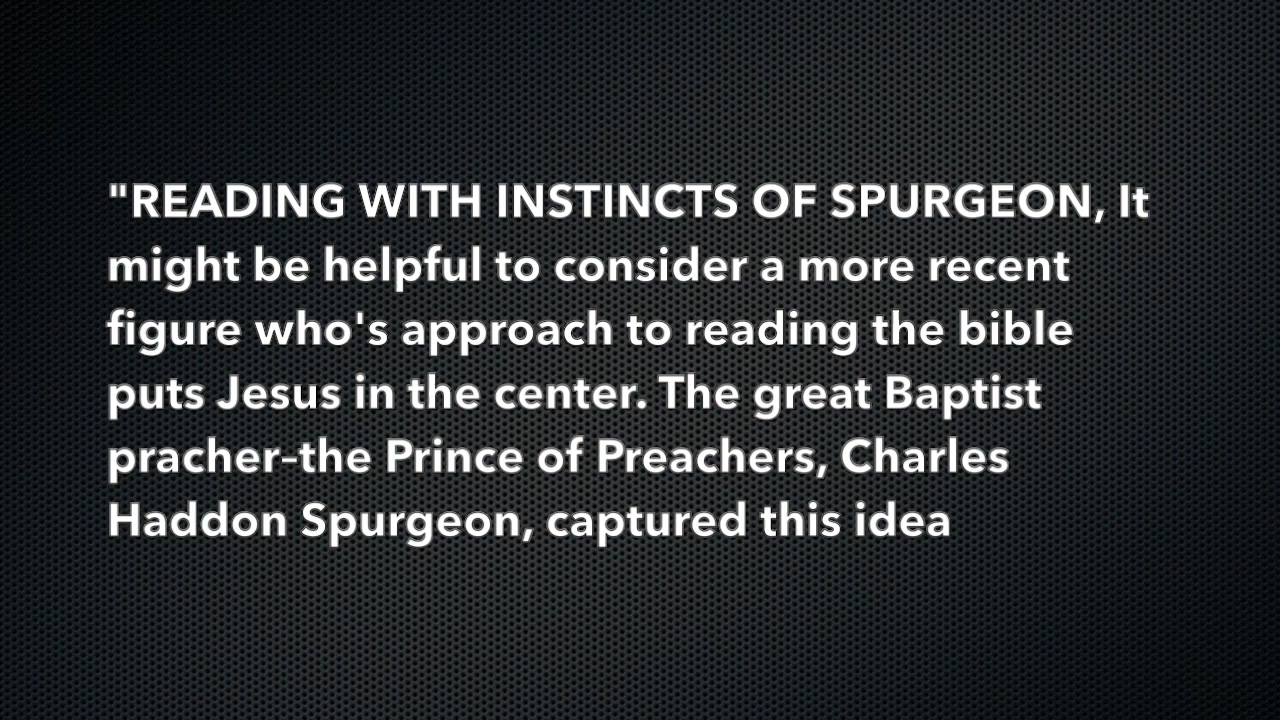 "READING WITH INSTINCTS OF SPURGEON, It
might be helpful to consider a more recent
figure who's approach to reading the bible
puts Jesus in the center. The great Baptist
pracher–the Prince of Preachers, Charles
Haddon Spurgeon, captured this idea